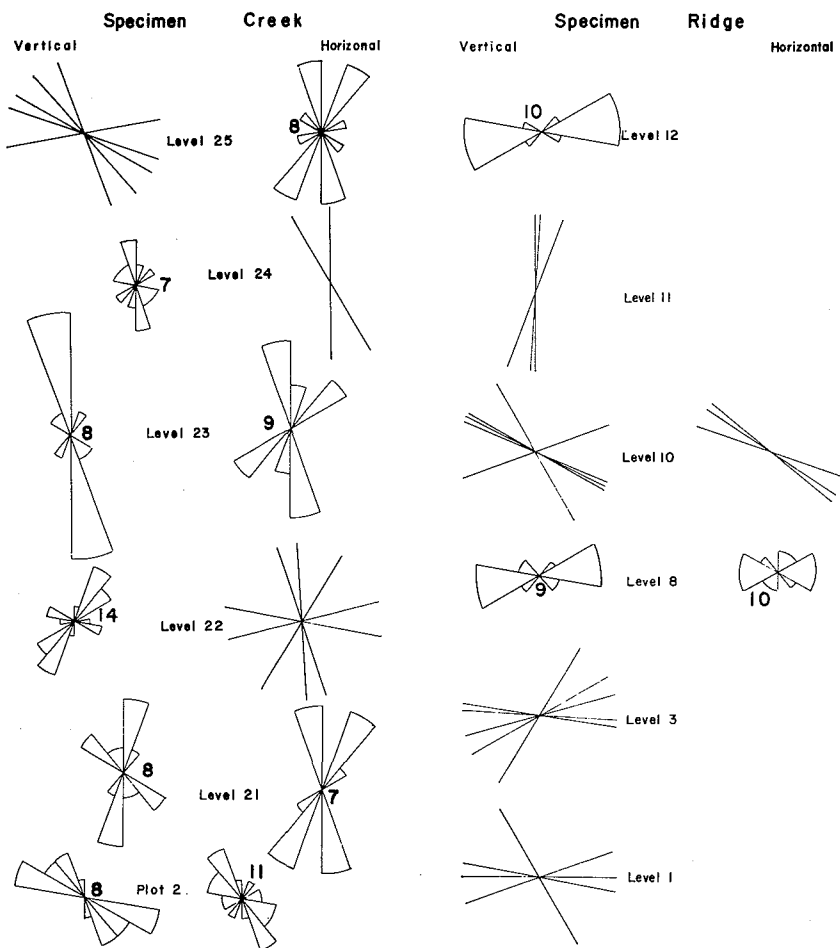 Specimen Creek
Vertical Horizonal
Level 25
8
7
Level 24
8
Level 23
9
14
Level 22
8
Level 21
7
8
Plot 2.
11
Specimen Ridge
Vertical Horizontal
10
Level 12
Level 11
Level 10
9
Level 8
10
Level 3
Level 1